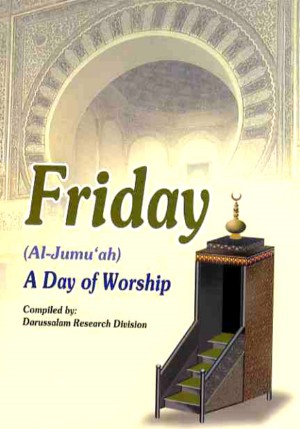 Friday
(Al-Jumu‘ah)
A Day of Worship
Compiled by:
Darussalam Research Division